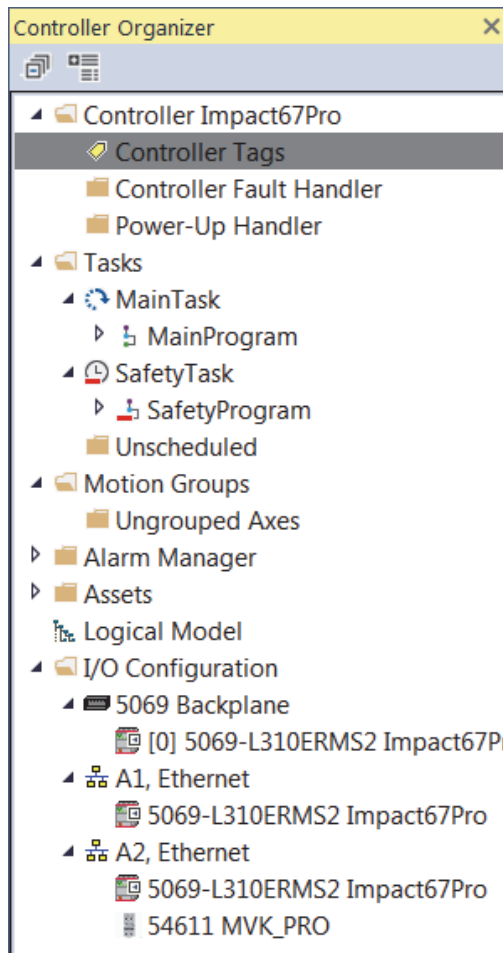 Controller Organizer
Controller Impact67Pro
Controller Tags
Controller Fault Handler
Power-Up Handler
Tasks
MainTask
MainProgram
SafetyTask
SafetyProgram
Unscheduled
Motion Groups
Ungrouped Axes
Alarm Manager
Assets
Logical Model
I/O Configuration
5069 Backplane
[0] 5069-L310ERMS2 Impact67Pr
A1, Ethernet
5069-L310ERMS2 Impact67Pro
A2, Ethernet
5069-L310ERMS2 Impact67Pro
54611 MVK_PRO